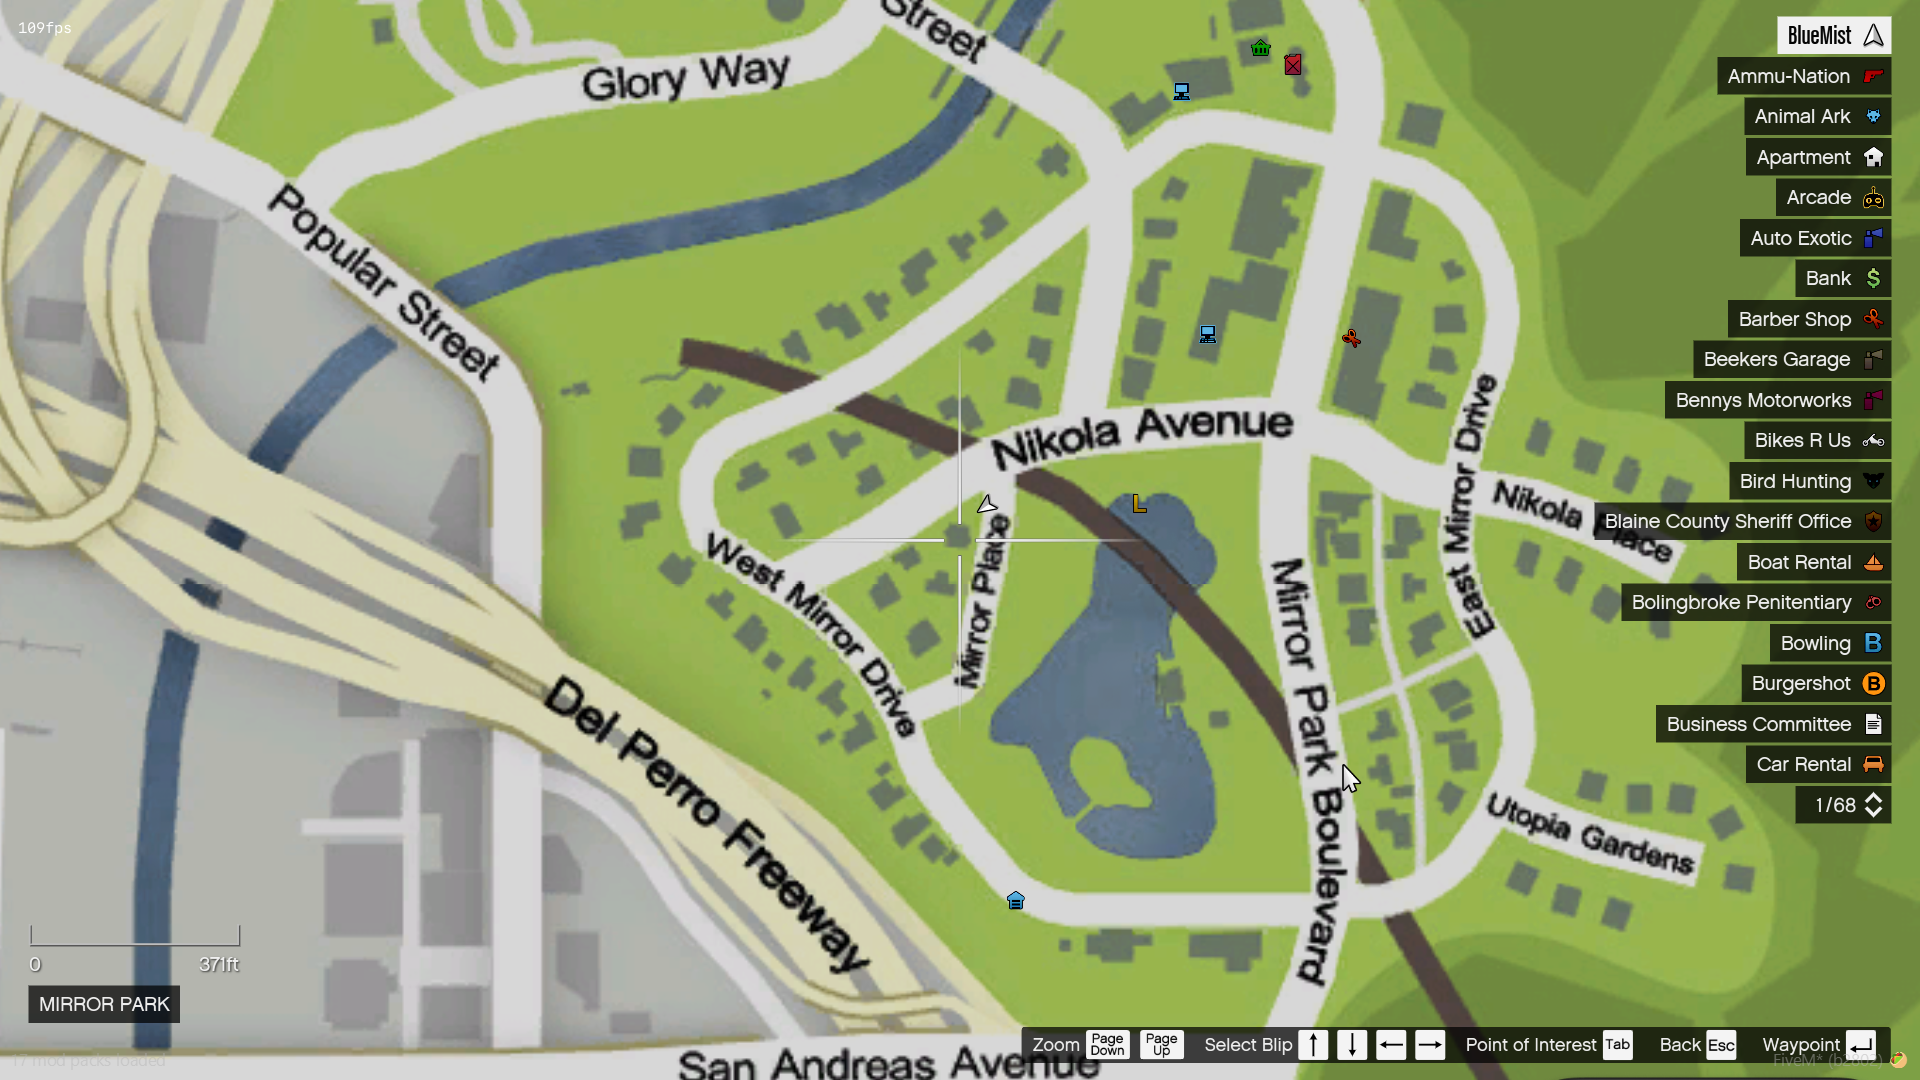 109fps
Street
Glory Way
Popular Street
Nikola Avenue
West Mirror Drive
Mirror Place
East Mirror Drive
Nikola Place
Mirror Park Boulevard
Utopia Gardens
Del Perro Freeway
San Andreas Avenue
L
BlueMist
Ammu-Nation
Animal Ark
Apartment
Arcade
Auto Exotic
Bank $
Barber Shop
Beekers Garage
Bennys Motorworks
Bikes R Us
Bird Hunting
Blaine County Sheriff Office
Boat Rental
Bolingbroke Penitentiary
Bowling B
Burgershot B
Business Committee
Car Rental
1/68
0 371ft
MIRROR PARK
17 mod packs loaded
Zoom Page Down Page Up Select Blip ↑ ↓ ← → Point of Interest Tab Back Esc Waypoint